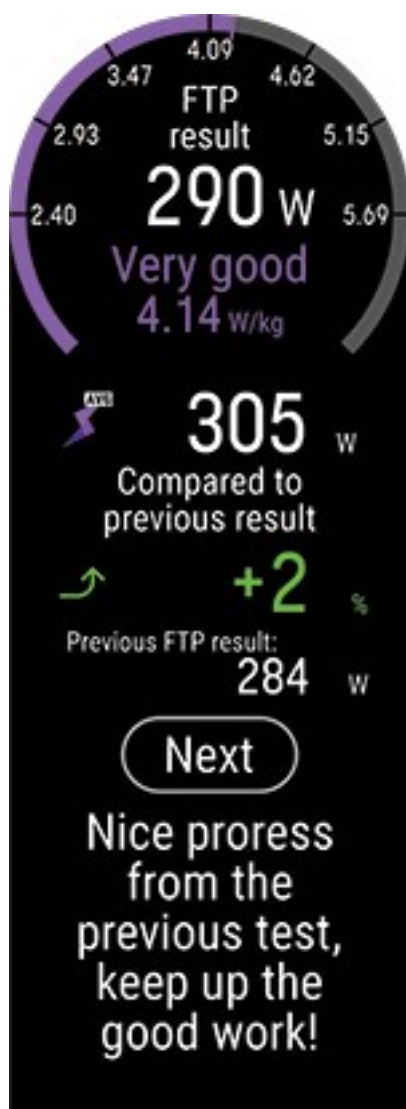 4.09
3.47
4.62
FTP
2.93
result
5.15
2.40
290 W
5.69
Very good
4.14 W/kg
AVG
305 W
Compared to
previous result
+2 %
Previous FTP result:
284 W
Next
Nice proress
from the
previous test,
keep up the
good work!